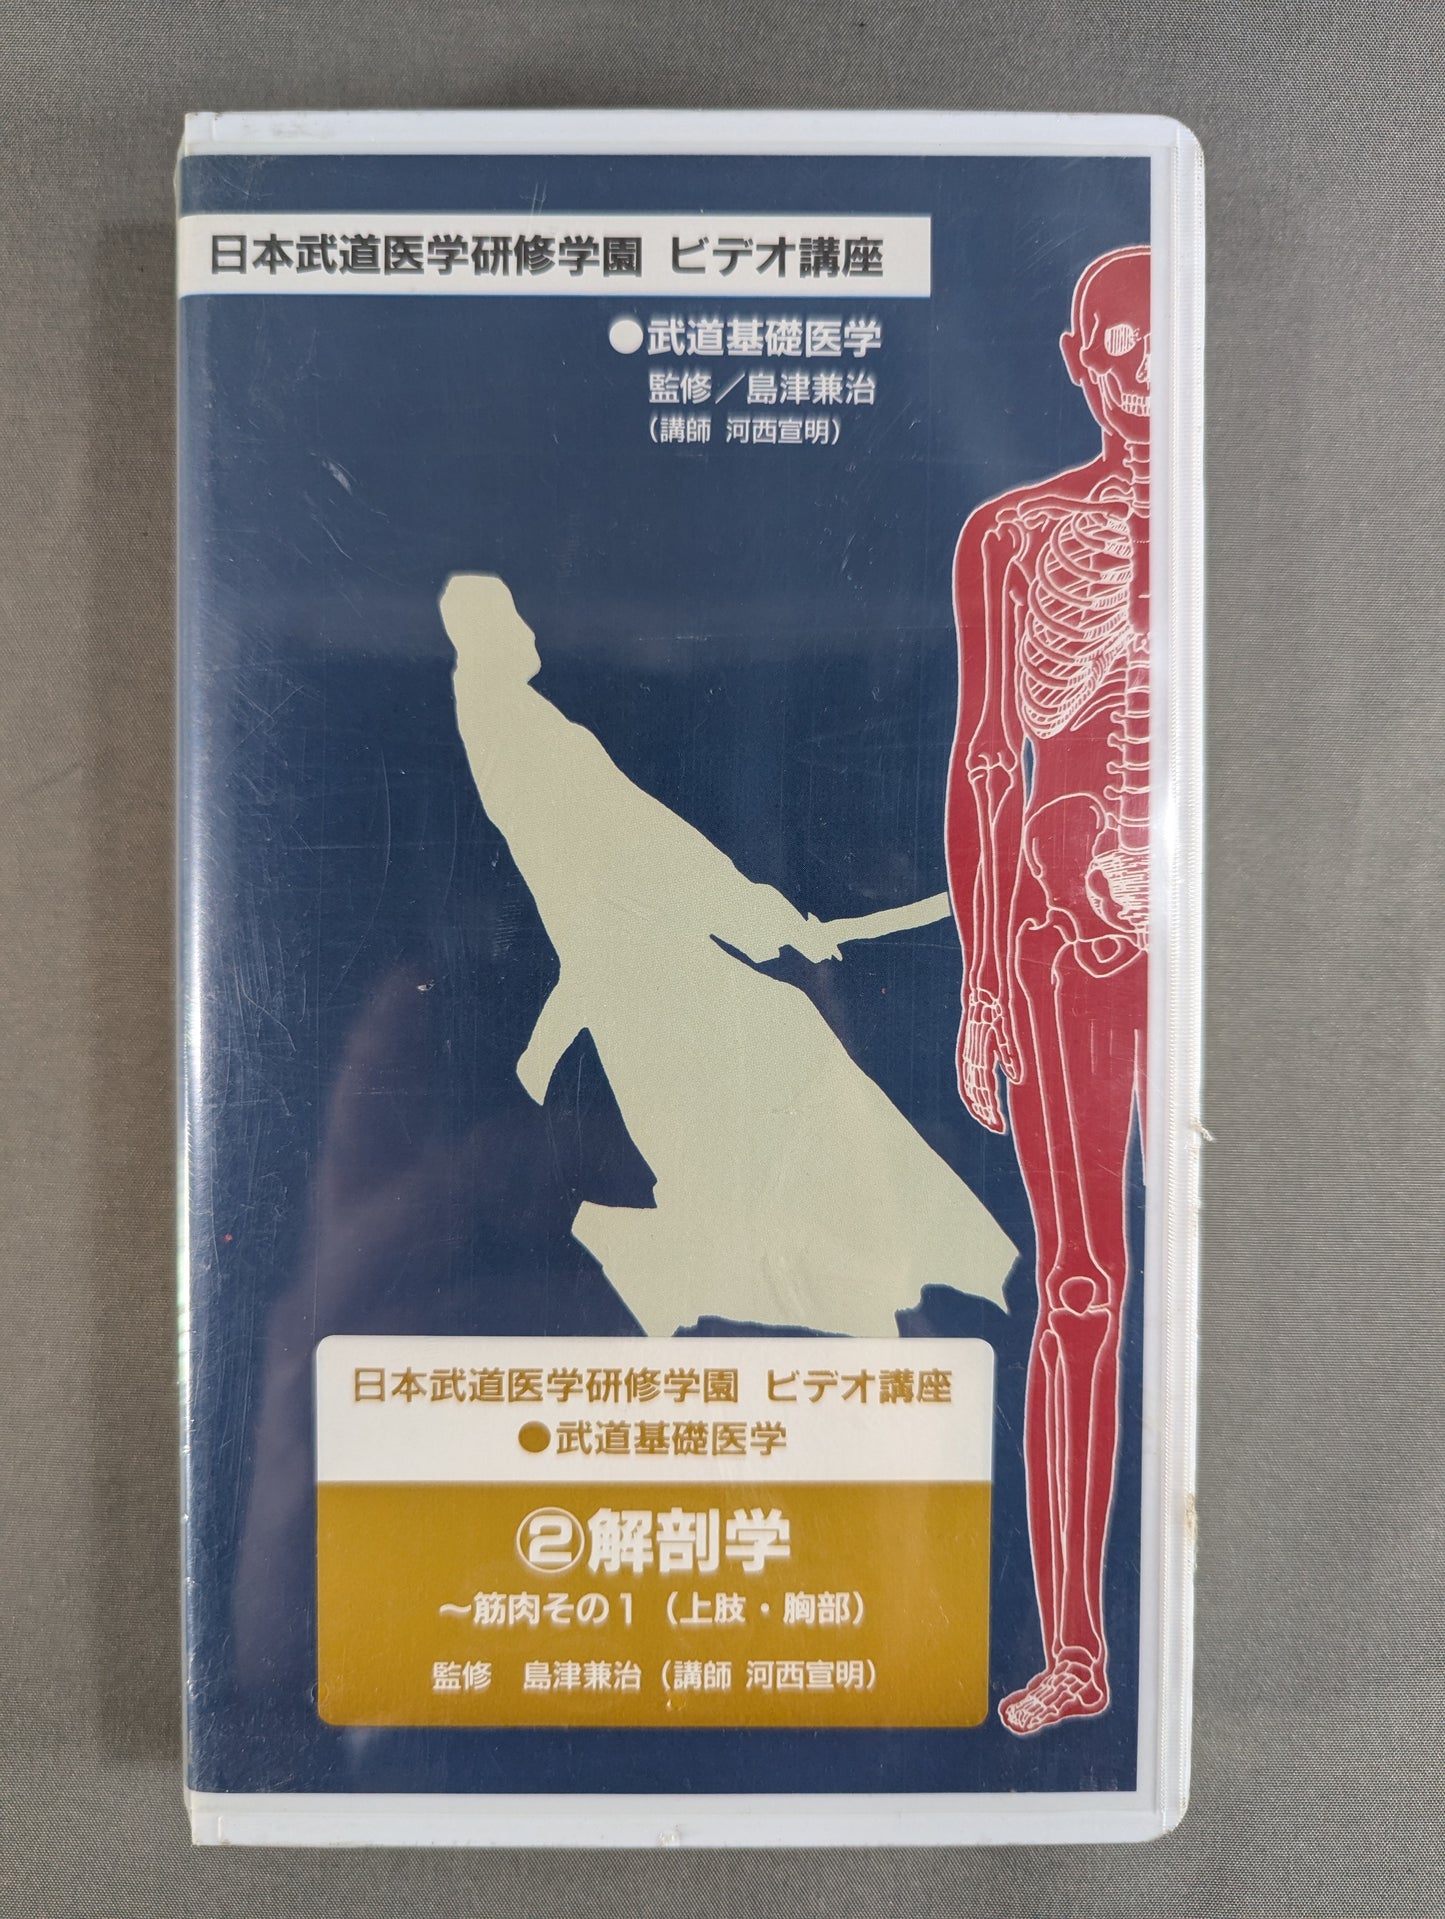 日本武道医学研修学園 ビデオ講座
●武道基礎医学
監修／島津兼治
（講師 河西宣明）
日本武道医学研修学園 ビデオ講座
●武道基礎医学
②解剖学
～筋肉その1（上肢・胸部）
監修　島津兼治（講師 河西宣明）